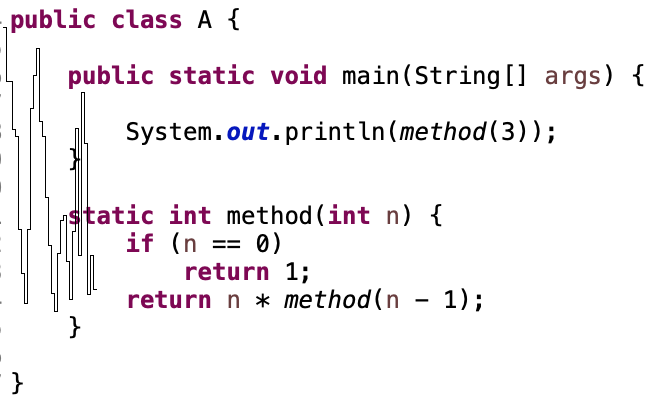 public class A {
public static void main(String[] args) {
System.out.println(method(3));
}
static int method(int n) {
if (n == 0)
return 1;
return n * method(n - 1);
}
}